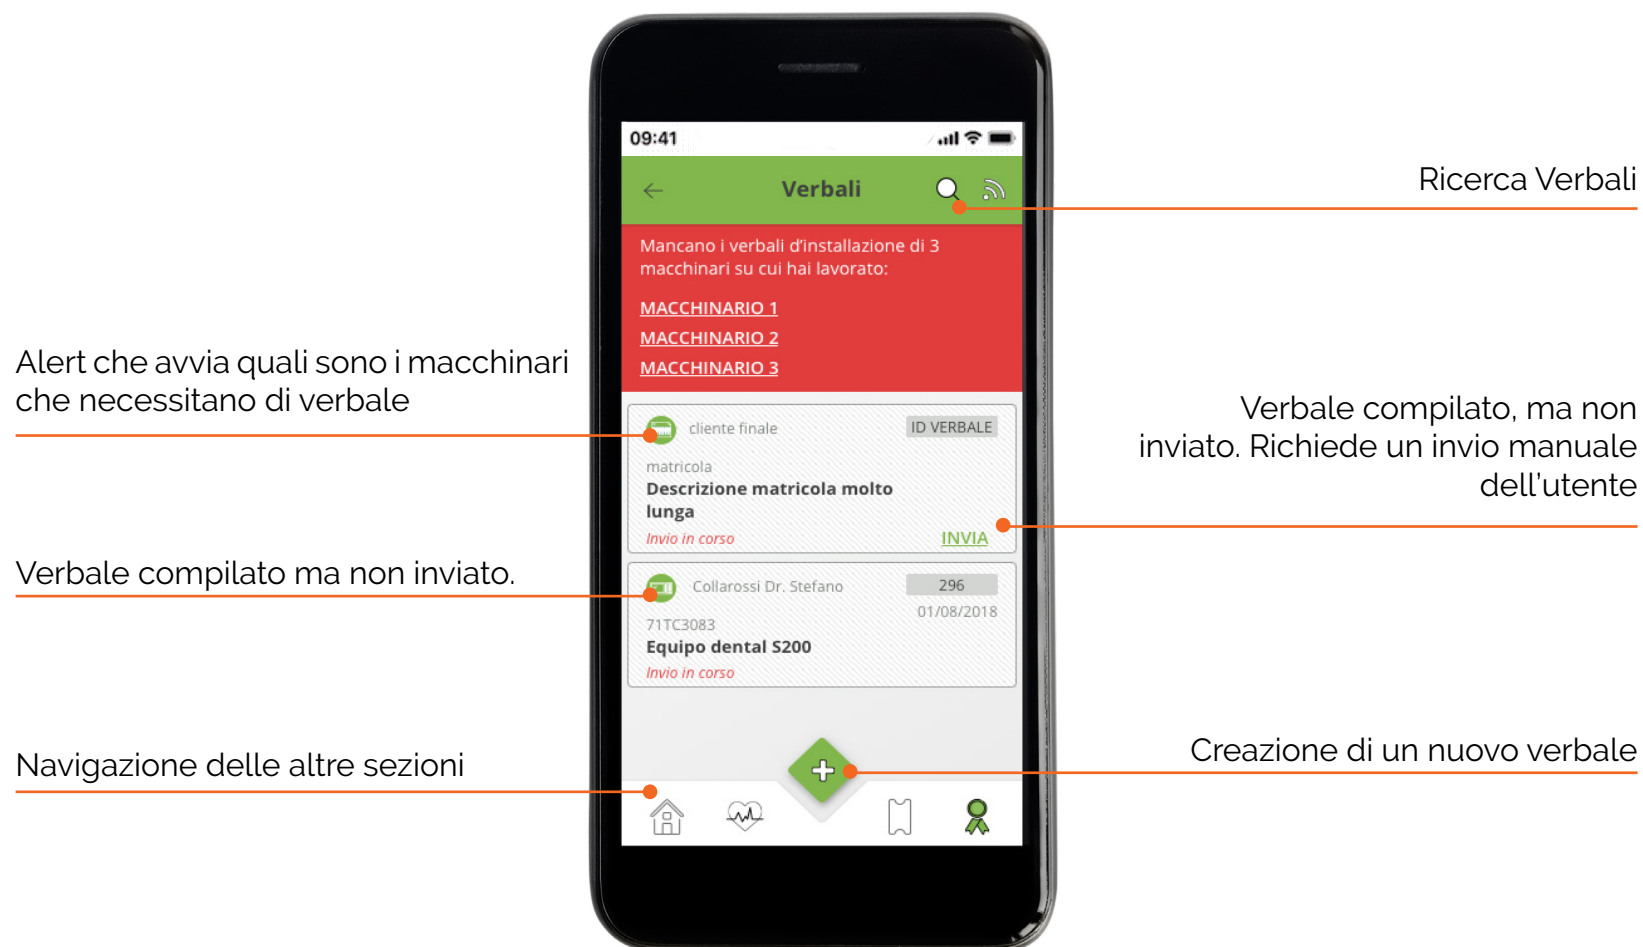 09:41
Verbali
Ricerca Verbali
Mancano i verbali d'installazione di 3
macchinari su cui hai lavorato:
MACCHINARIO 1
MACCHINARIO 2
MACCHINARIO 3
Alert che avvia quali sono i macchinari
che necessitano di verbale
cliente finale
ID VERBALE
matricola
Descrizione matricola molto
lunga
Invio in corso
INVIA
Verbale compilato, ma non
inviato. Richiede un invio manuale
dell'utente
Verbale compilato ma non inviato.
Collarossi Dr. Stefano
296
01/08/2018
71TC3083
Equipo dental S200
Invio in corso
Navigazione delle altre sezioni
Creazione di un nuovo verbale